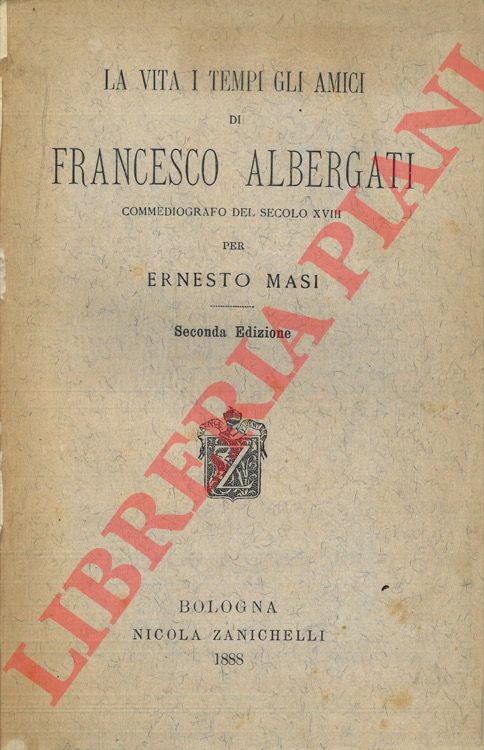 LA VITA I TEMPI GLI AMICI
DI
FRANCESCO ALBERGATI
COMMEDIOGRAFO DEL SECOLO XVIII
PER
ERNESTO MASI
Seconda Edizione
Z
BOLOGNA
NICOLA ZANICHELLI
1888
LIBRERIA PIANI